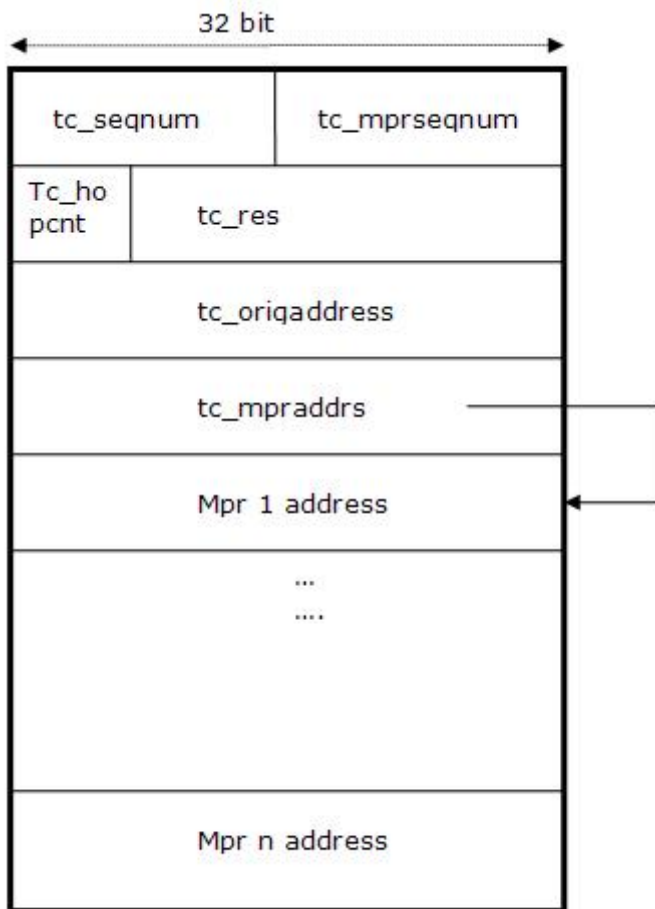 32 bit
tc_seqnum
tc_mprseqnum
Tc_ho
pcnt
tc_res
tc_origaddress
tc_mpraddrs
Mpr 1 address
...
....
Mpr n address